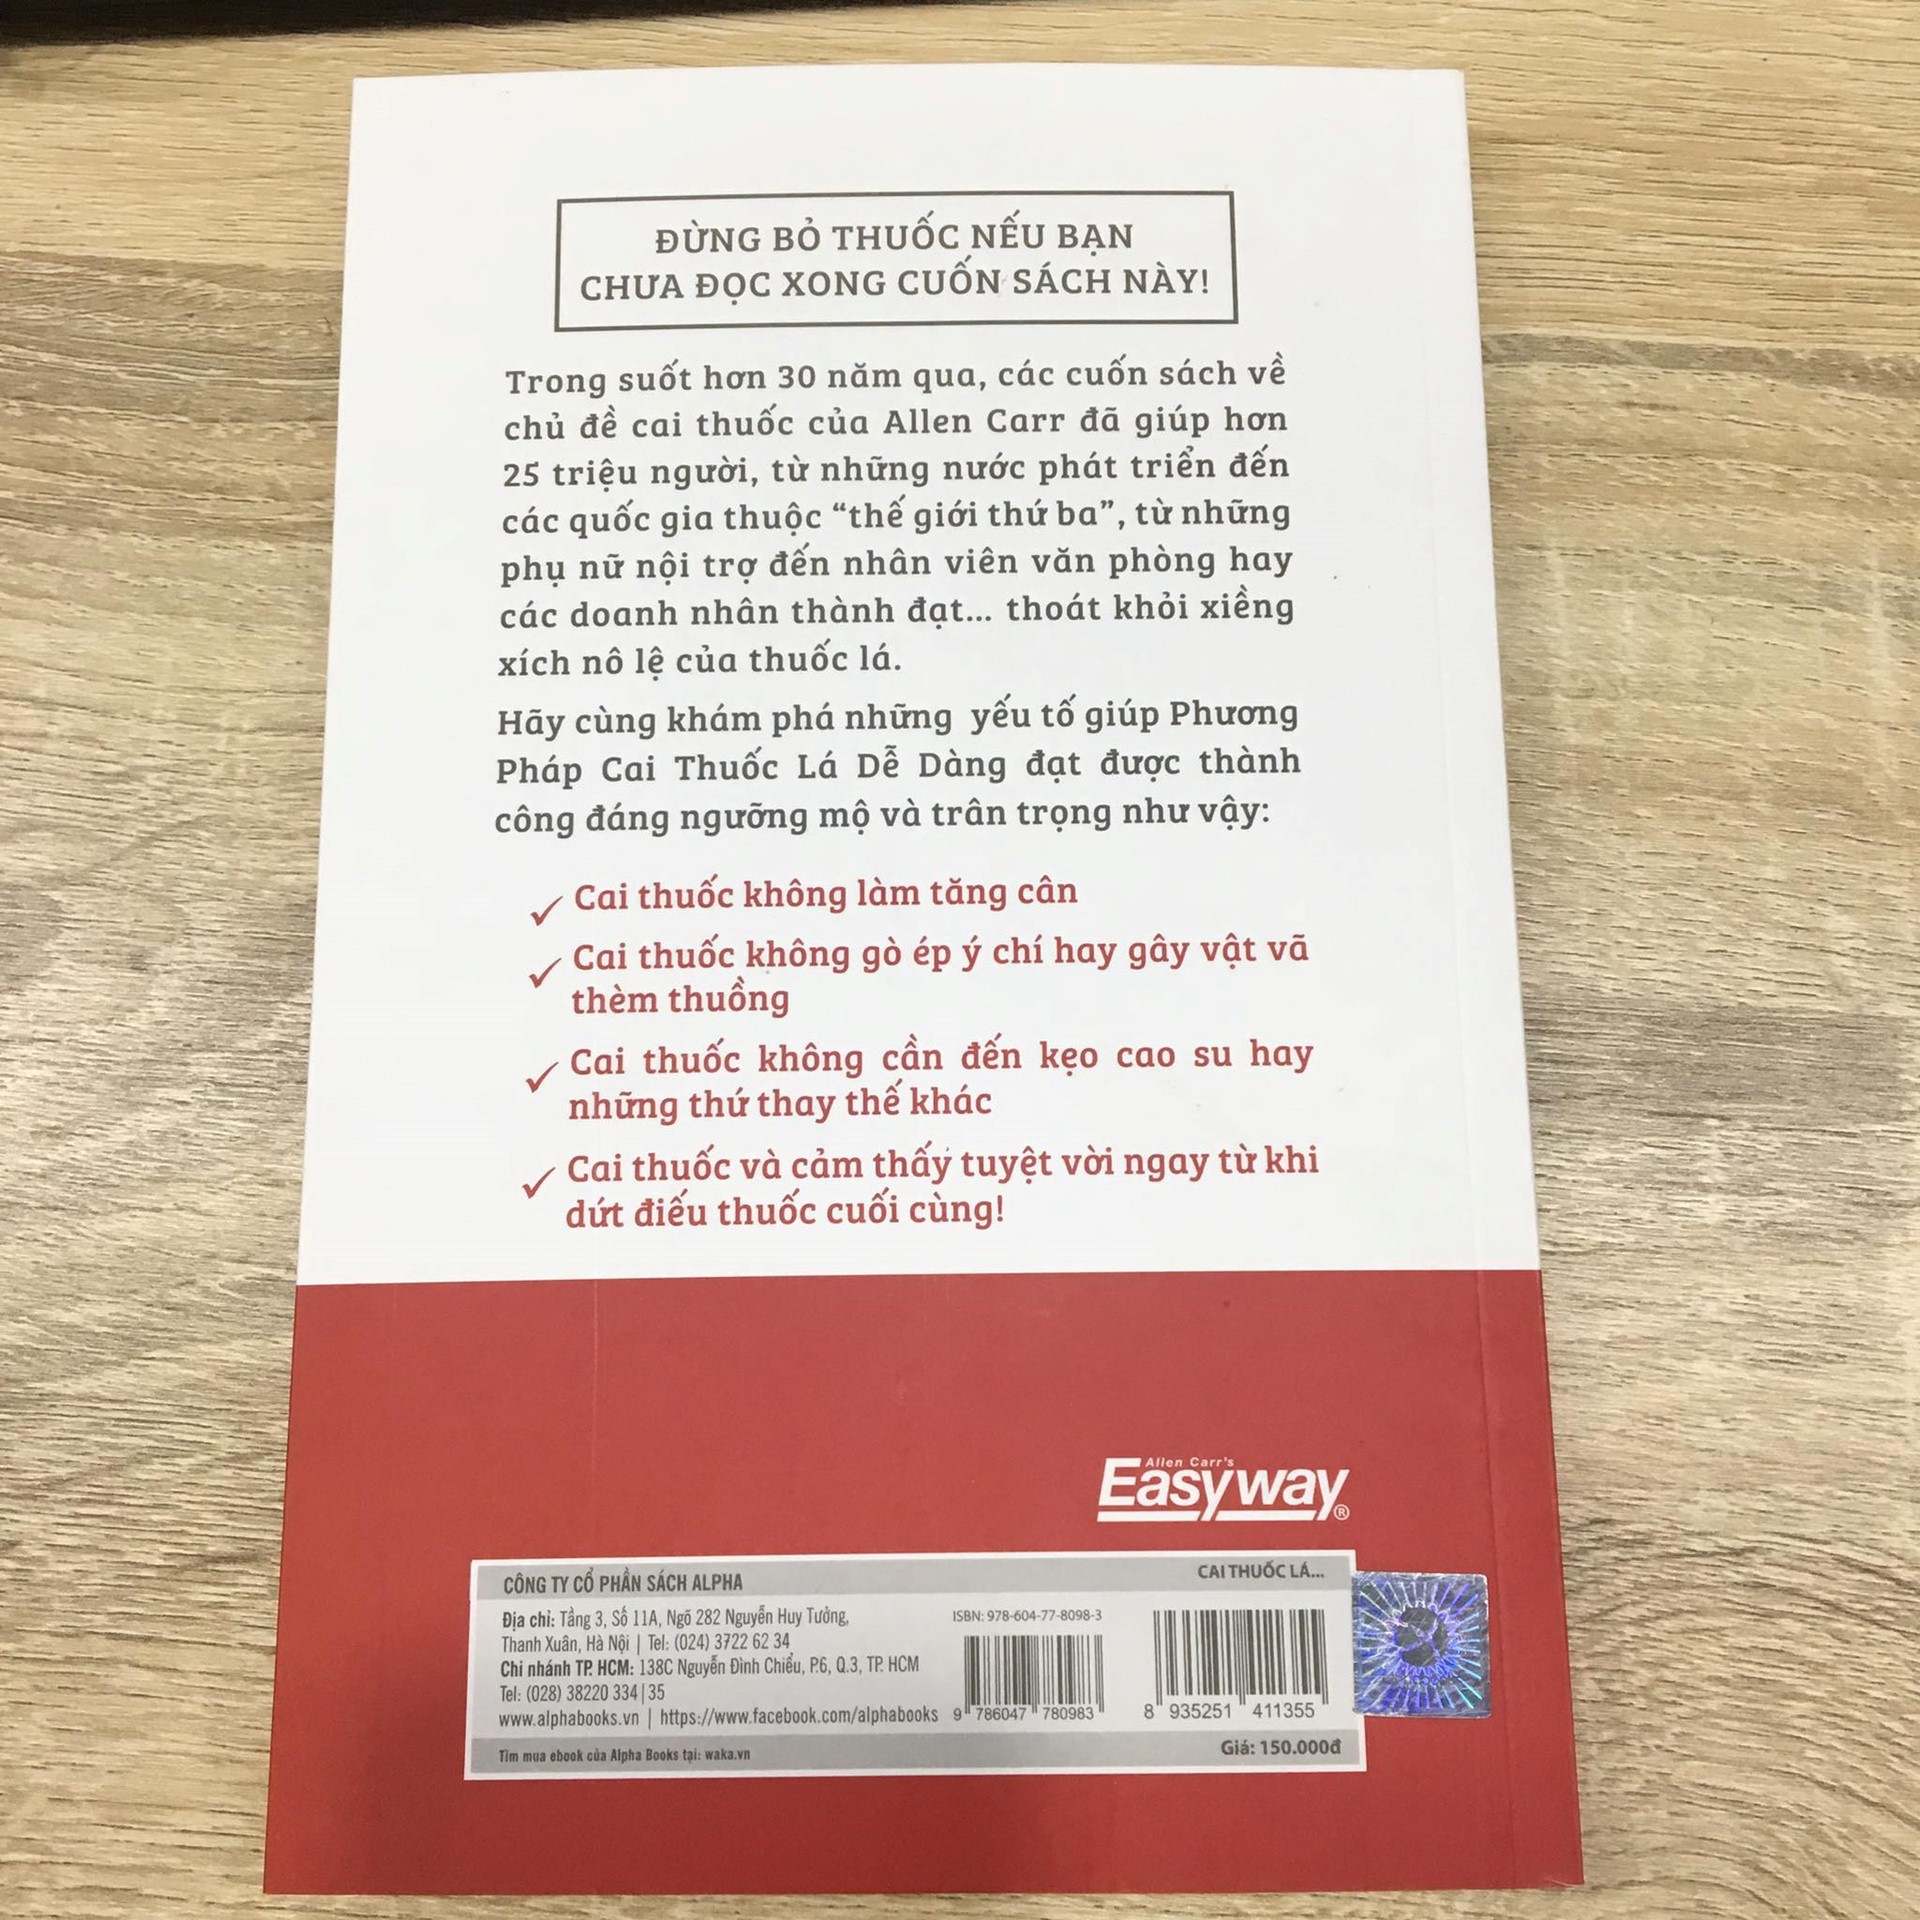 ĐỪNG BỎ THUỐC NẾU BẠN
CHƯA ĐỌC XONG CUỐN SÁCH NÀY!
Trong suốt hơn 30 năm qua, các cuốn sách về
chủ đề cai thuốc của Allen Carr đã giúp hơn
25 triệu người, từ những nước phát triển đến
các quốc gia thuộc “thế giới thứ ba”, từ những
phụ nữ nội trợ đến nhân viên văn phòng hay
các doanh nhân thành đạt... thoát khỏi xiềng
xích nô lệ của thuốc lá.
Hãy cùng khám phá những yếu tố giúp Phương
Pháp Cai Thuốc Lá Dễ Dàng đạt được thành
công đáng ngưỡng mộ và trân trọng như vậy:
Cai thuốc không làm tăng cân
Cai thuốc không gò ép ý chí hay gây vật vã
thèm thuồng
Cai thuốc không cần đến kẹo cao su hay
những thứ thay thế khác
Cai thuốc và cảm thấy tuyệt vời ngay từ khi
dứt điếu thuốc cuối cùng!
Allen Carr's
Easyway®
CÔNG TY CỔ PHẦN SÁCH ALPHA
CAI THUỐC LÁ...
Địa chỉ: Tầng 3, Số 11A, Ngõ 282 Nguyễn Huy Tưởng,
Thanh Xuân, Hà Nội | Tel: (024) 3722 62 34
Chi nhánh TP. HCM: 138C Nguyễn Đình Chiểu, P.6, Q.3, TP. HCM
Tel: (028) 38220 334|35
www.alphabooks.vn | https://www.facebook.com/alphabooks
ISBN: 978-604-77-8098-3
9 786047 780983
8 935251 411355
Tìm mua ebook của Alpha Books tại: waka.vn
Giá: 150.000đ